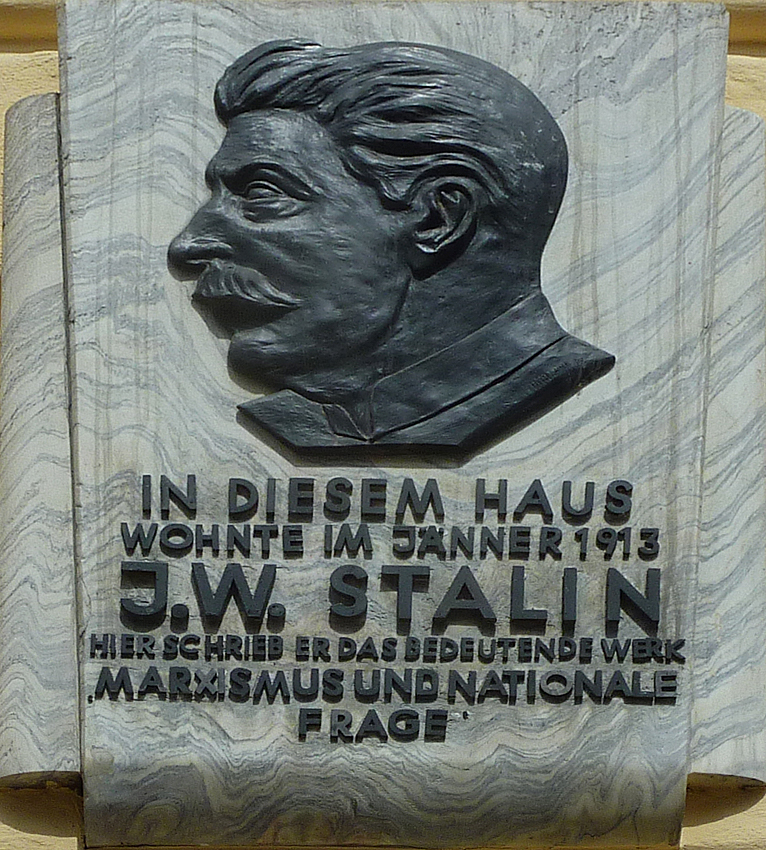 IN DIESEM HAUS
WOHNTE IM JÄNNER 1913
J.W. STALIN
HIER SCHRIEB ER DAS BEDEUTENDE WERK
„MARXISMUS UND NATIONALE
FRAGE“